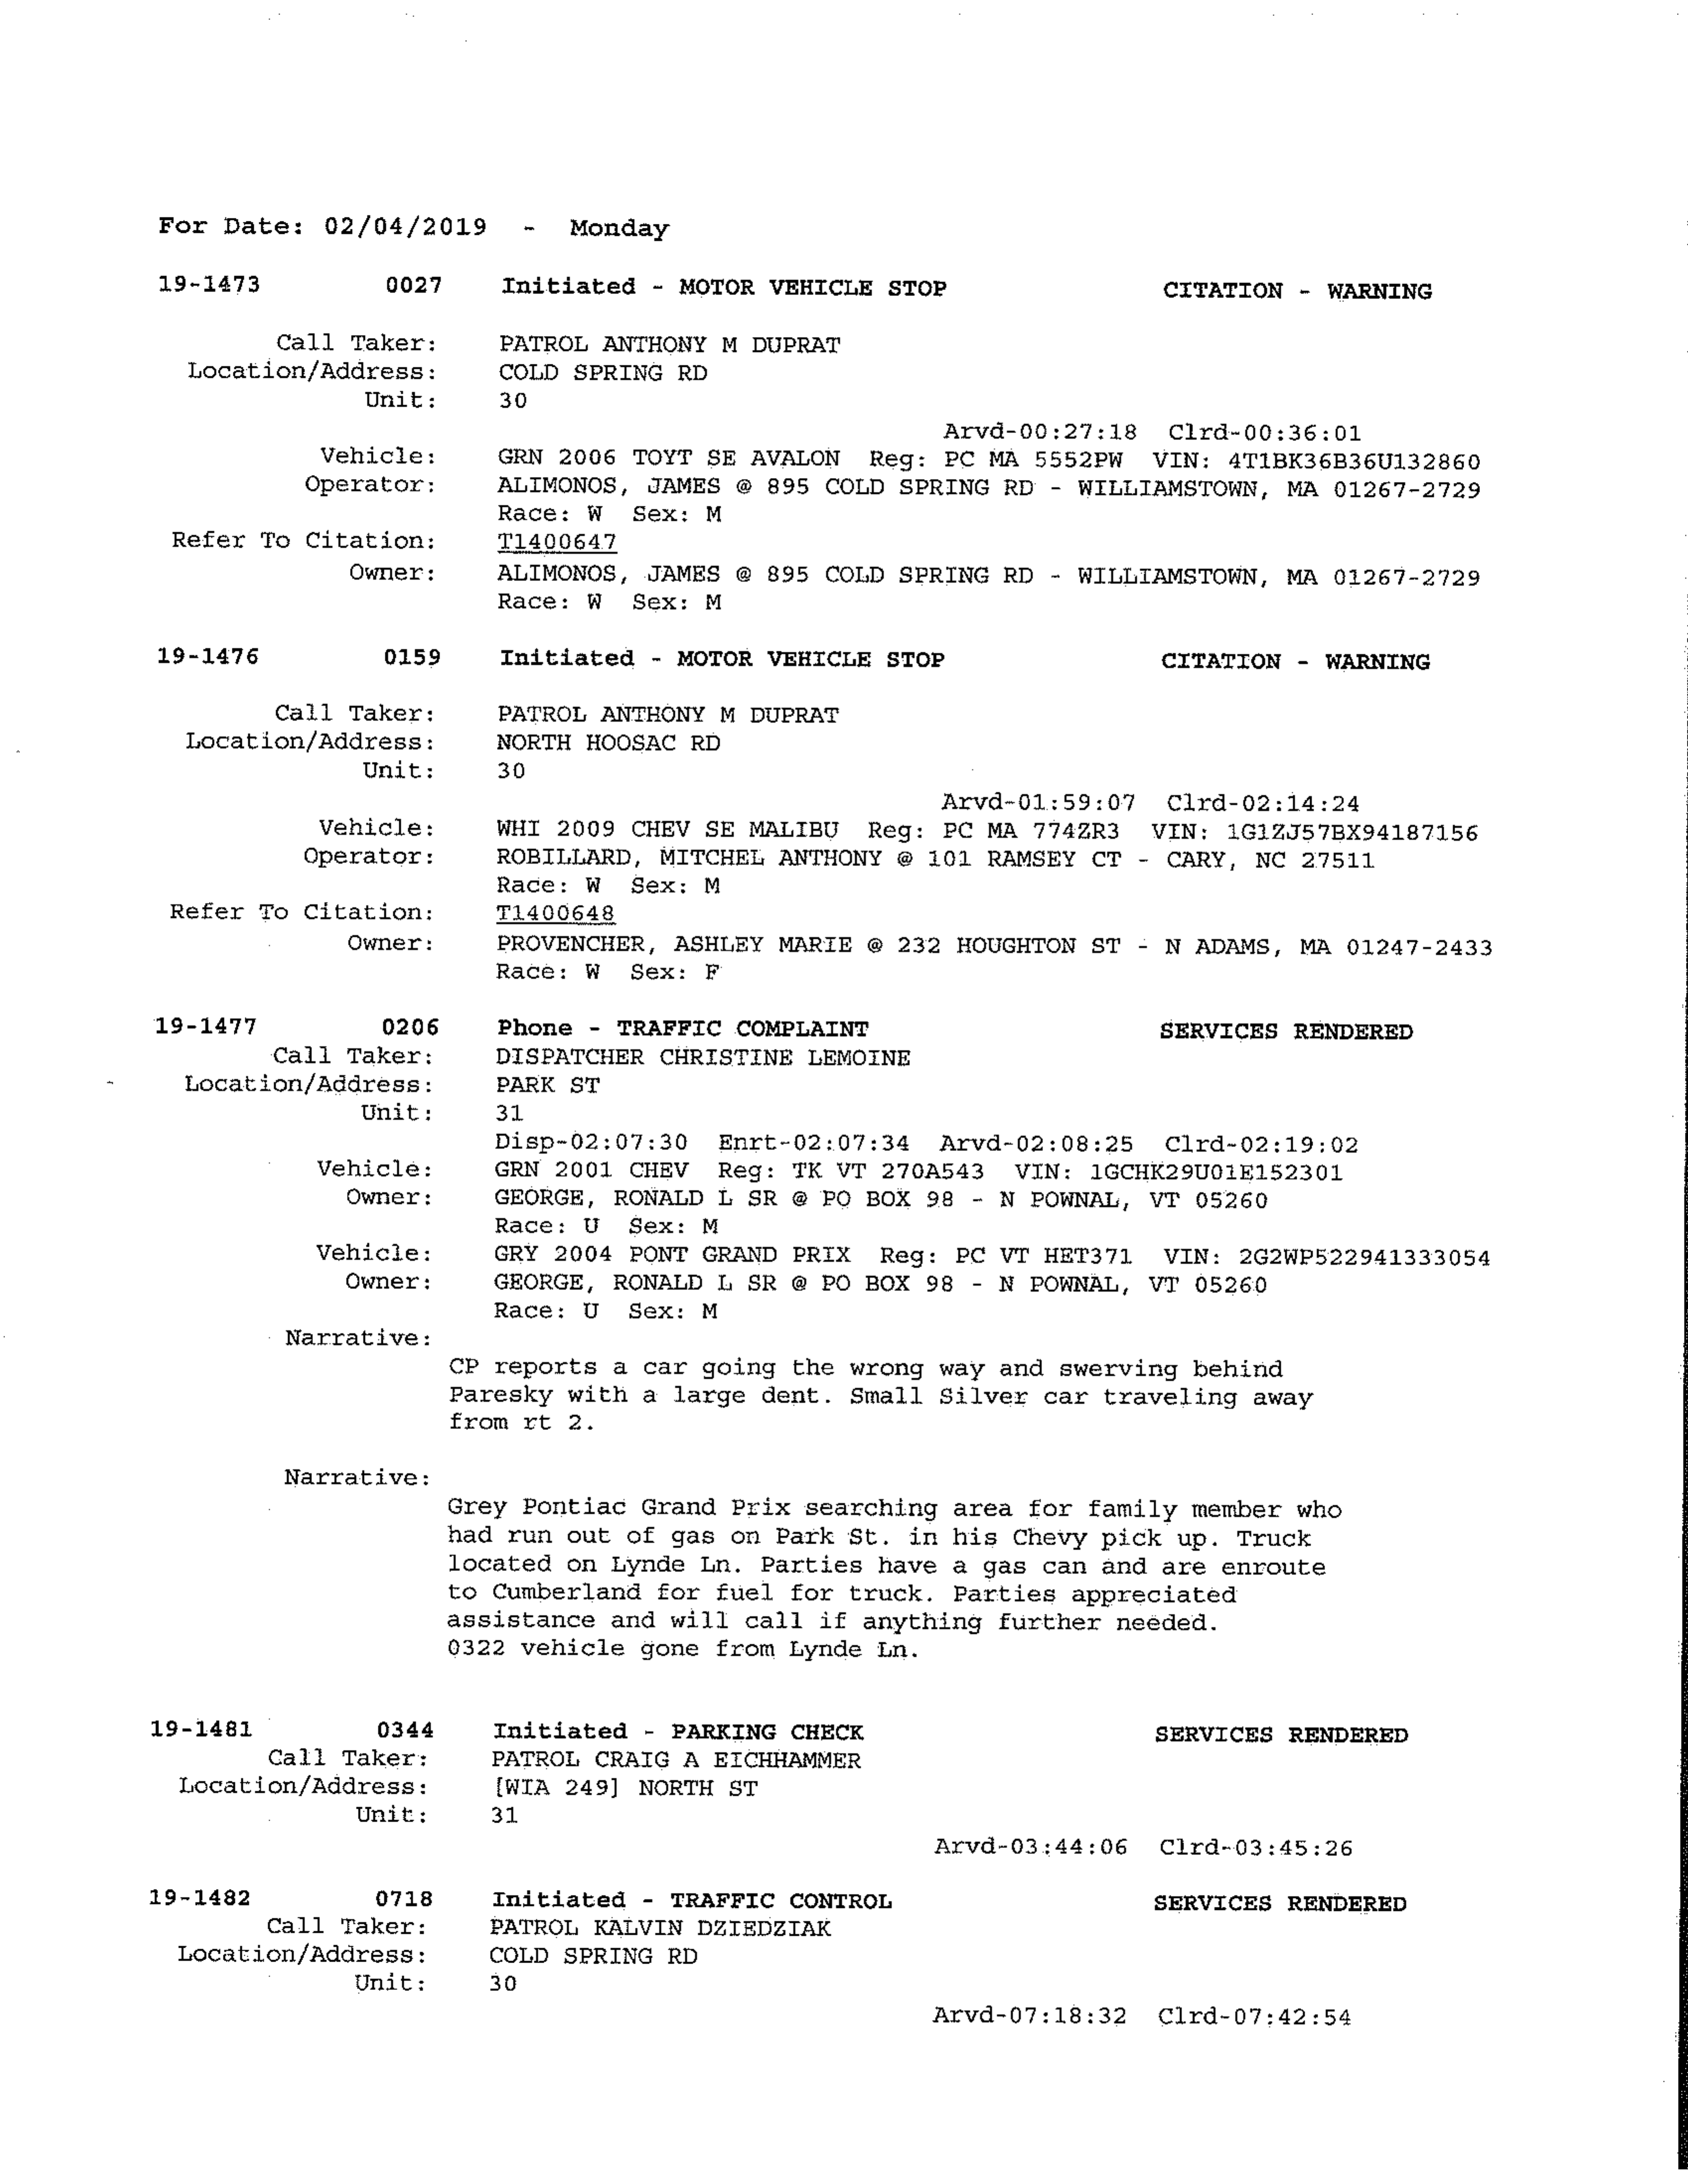 For Date: 02/04/2019 - Monday
19-1473 0027 Initiated - MOTOR VEHICLE STOP CITATION - WARNING
Call Taker: PATROL ANTHONY M DUPRAT
Location/Address: COLD SPRING RD
Unit: 30
Arvd-00:27:18 Clrd-00:36:01
Vehicle: GRN 2006 TOYT SE AVALON Reg: PC MA 5552PW VIN: 4T1BK36B36U132860
Operator: ALIMONOS, JAMES @ 895 COLD SPRING RD - WILLIAMSTOWN, MA 01267-2729
Race: W Sex: M
Refer To Citation: T1400647
Owner: ALIMONOS, JAMES @ 895 COLD SPRING RD - WILLIAMSTOWN, MA 01267-2729
Race: W Sex: M
19-1476 0159 Initiated - MOTOR VEHICLE STOP CITATION - WARNING
Call Taker: PATROL ANTHONY M DUPRAT
Location/Address: NORTH HOOSAC RD
Unit: 30
Arvd-01:59:07 Clrd-02:14:24
Vehicle: WHI 2009 CHEV SE MALIBU Reg: PC MA 774ZR3 VIN: 1G1ZJ57BX94187156
Operator: ROBILLARD, MITCHEL ANTHONY @ 101 RAMSEY CT - CARY, NC 27511
Race: W Sex: M
Refer To Citation: T1400648
Owner: PROVENCHER, ASHLEY MARIE @ 232 HOUGHTON ST - N ADAMS, MA 01247-2433
Race: W Sex: F
19-1477 0206 Phone - TRAFFIC COMPLAINT SERVICES RENDERED
Call Taker: DISPATCHER CHRISTINE LEMOINE
Location/Address: PARK ST
Unit: 31
Disp-02:07:30 Enrt-02:07:34 Arvd-02:08:25 Clrd-02:19:02
Vehicle: GRN 2001 CHEV Reg: TK VT 270A543 VIN: 1GCHK29U01E152301
Owner: GEORGE, RONALD L SR @ PO BOX 98 - N POWNAL, VT 05260
Race: U Sex: M
Vehicle: GRY 2004 PONT GRAND PRIX Reg: PC VT HET371 VIN: 2G2WP522941333054
Owner: GEORGE, RONALD L SR @ PO BOX 98 - N POWNAL, VT 05260
Race: U Sex: M
Narrative:
CP reports a car going the wrong way and swerving behind
Paresky with a large dent. Small Silver car traveling away
from rt 2.
Narrative:
Grey Pontiac Grand Prix searching area for family member who
had run out of gas on Park St. in his Chevy pick up. Truck
located on Lynde Ln. Parties have a gas can and are enroute
to Cumberland for fuel for truck. Parties appreciated
assistance and will call if anything further needed.
0322 vehicle gone from Lynde Ln.
19-1481 0344 Initiated - PARKING CHECK SERVICES RENDERED
Call Taker: PATROL CRAIG A EICHHAMMER
Location/Address: [WIA 249] NORTH ST
Unit: 31
Arvd-03:44:06 Clrd-03:45:26
19-1482 0718 Initiated - TRAFFIC CONTROL SERVICES RENDERED
Call Taker: PATROL KALVIN DZIEDZIAK
Location/Address: COLD SPRING RD
Unit: 30
Arvd-07:18:32 Clrd-07:42:54